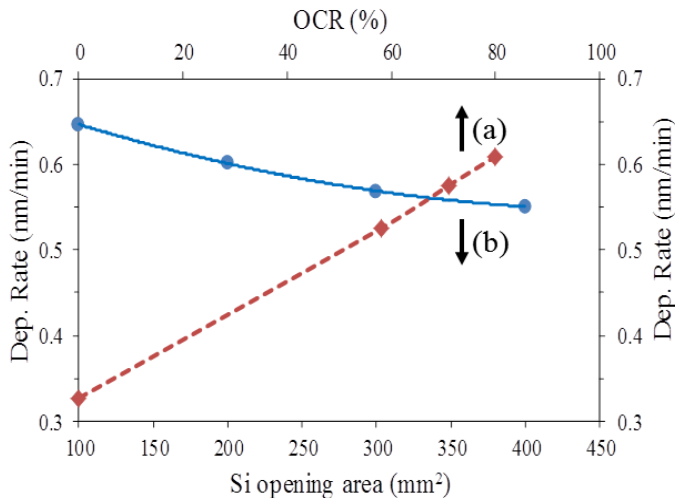 OCR (%)
0 20 40 60 80 100
0.7 0.7
(a)
0.6 0.6
0.5 (b) 0.5
0.4 0.4
0.3 0.3
Dep. Rate (nm/min)
Dep. Rate (nm/min)
100 150 200 250 300 350 400 450
Si opening area (mm²)